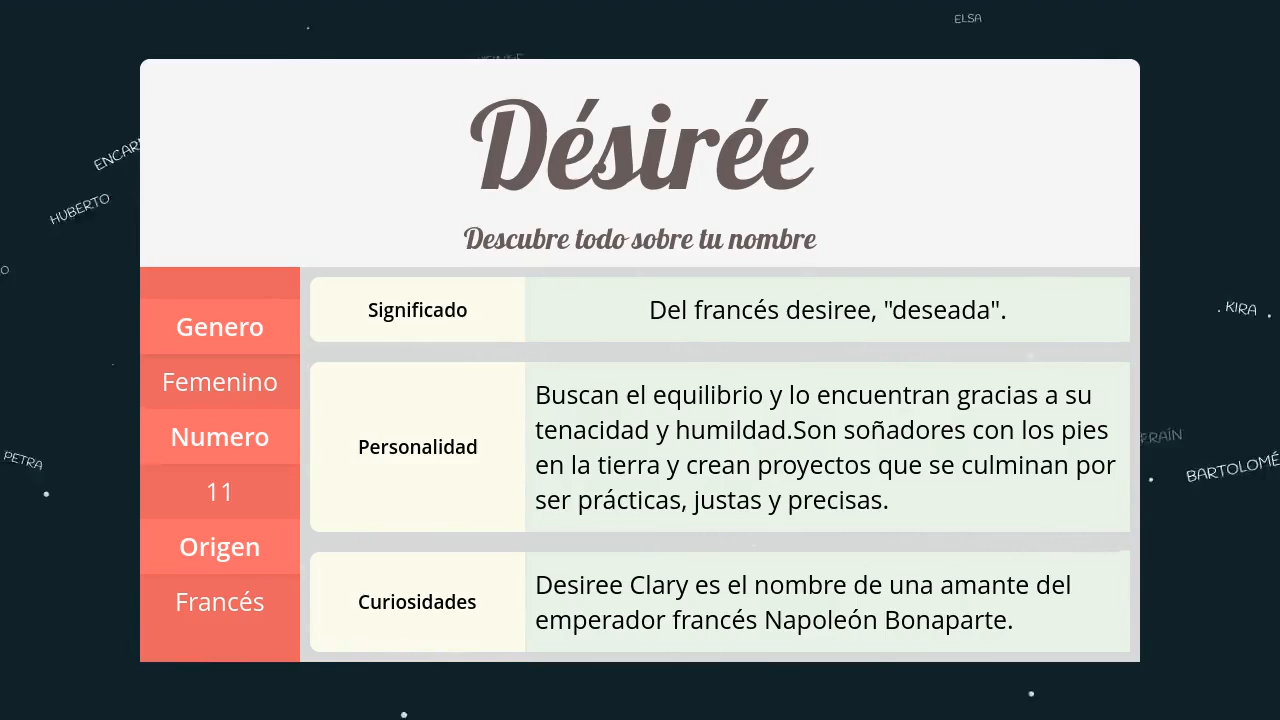 ELSA
Désirée
Descubre todo sobre tu nombre
HUBERTO
Genero
Femenino
Numero
11
Origen
Francés
Significado
Del francés desiree, "deseada".
Personalidad
Buscan el equilibrio y lo encuentran gracias a su
tenacidad y humildad.Son soñadores con los pies
en la tierra y crean proyectos que se culminan por
ser prácticas, justas y precisas.
Curiosidades
Desiree Clary es el nombre de una amante del
emperador francés Napoleón Bonaparte.
KIRA
PETRA
BARTOLOMÉ